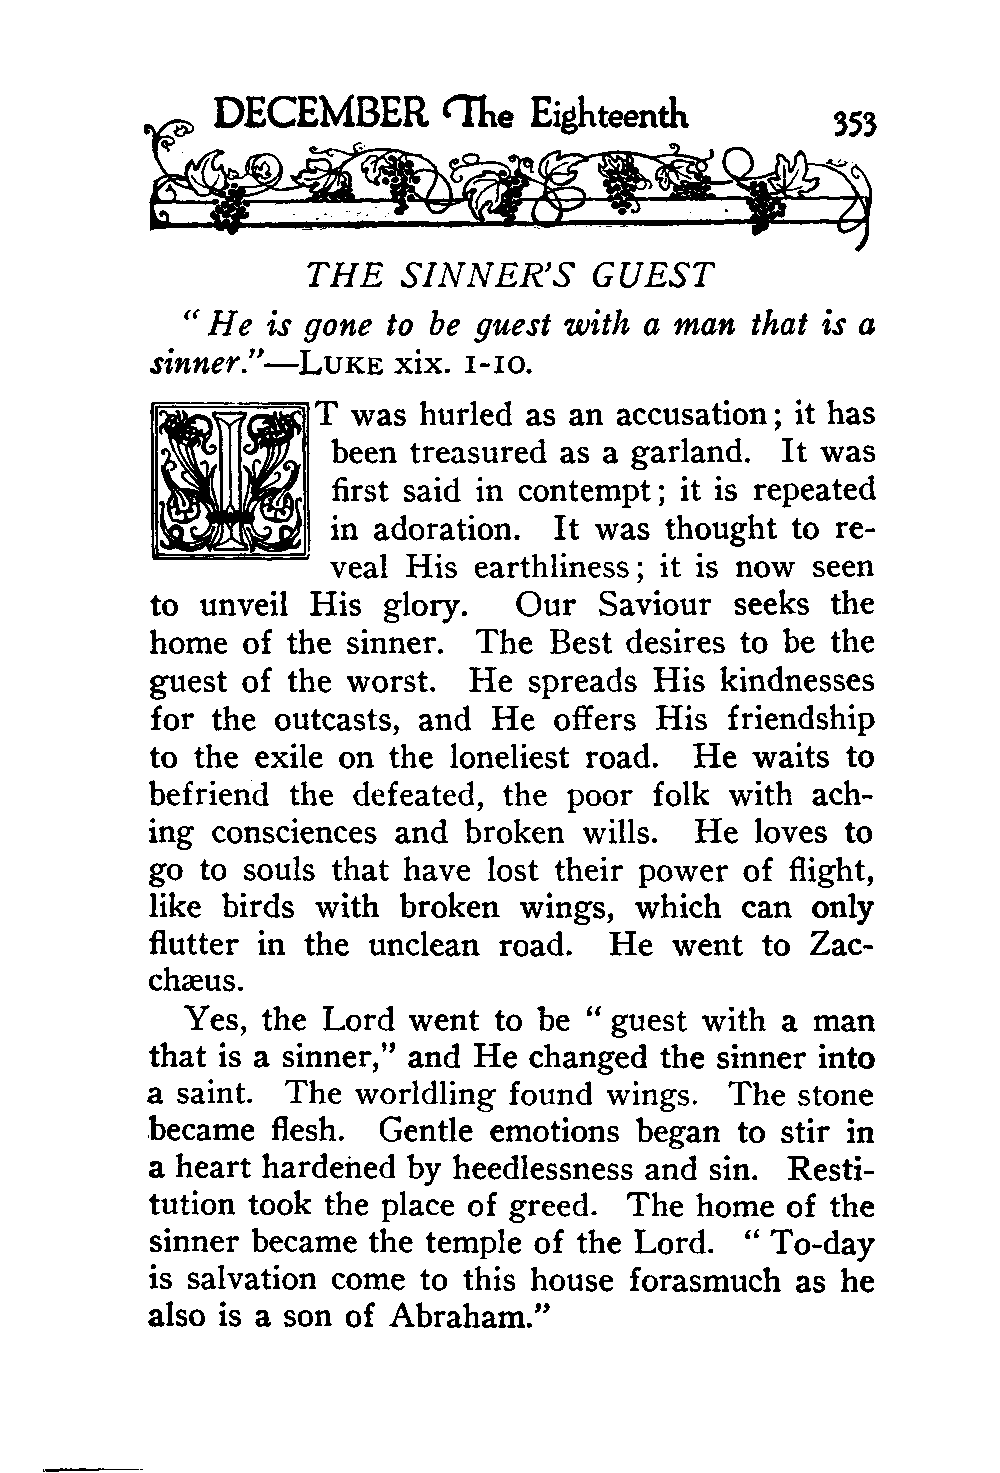 DECEMBER The Eighteenth 353
THE SINNER'S GUEST
" He is gone to be guest with a man that is a
sinner."—LUKE xix. 1-10.
IT was hurled as an accusation; it has
been treasured as a garland. It was
first said in contempt; it is repeated
in adoration. It was thought to re-
veal His earthliness; it is now seen
to unveil His glory. Our Saviour seeks the
home of the sinner. The Best desires to be the
guest of the worst. He spreads His kindnesses
for the outcasts, and He offers His friendship
to the exile on the loneliest road. He waits to
befriend the defeated, the poor folk with ach-
ing consciences and broken wills. He loves to
go to souls that have lost their power of flight,
like birds with broken wings, which can only
flutter in the unclean road. He went to Zac-
chæus.
Yes, the Lord went to be " guest with a man
that is a sinner," and He changed the sinner into
a saint. The worldling found wings. The stone
became flesh. Gentle emotions began to stir in
a heart hardened by heedlessness and sin. Resti-
tution took the place of greed. The home of the
sinner became the temple of the Lord. " To-day
is salvation come to this house forasmuch as he
also is a son of Abraham."